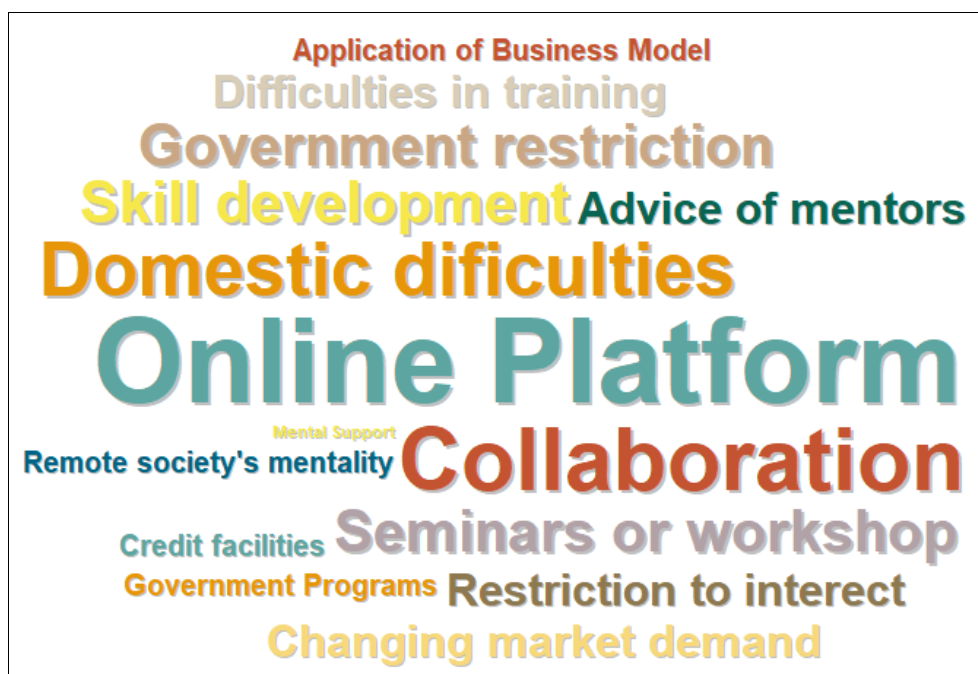 Application of Business Model
Difficulties in training
Government restriction
Skill development Advice of mentors
Domestic dificulties
Online Platform
Mental Support
Remote society's mentality Collaboration
Credit facilities Seminars or workshop
Government Programs Restriction to interect
Changing market demand